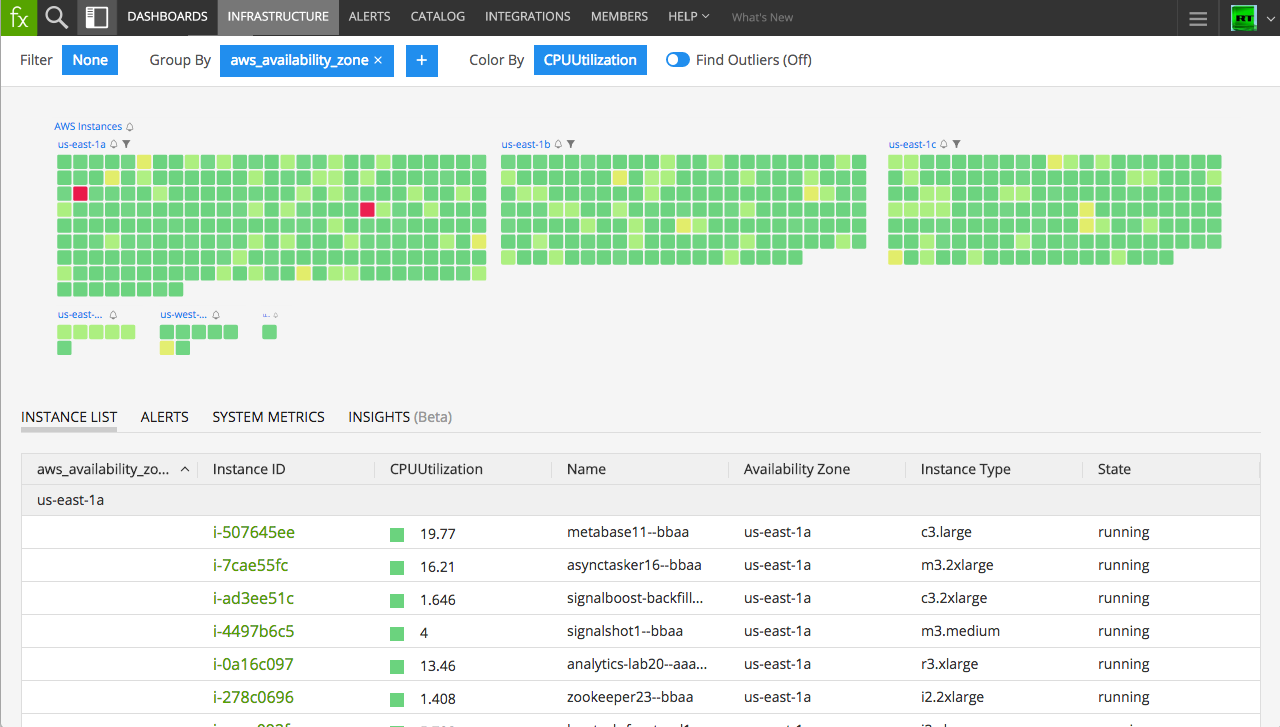 fx DASHBOARDS INFRASTRUCTURE ALERTS CATALOG INTEGRATIONS MEMBERS HELP What's New RT
Filter None Group By aws_availability_zone × + Color By CPUUtilization Find Outliers (Off)
AWS Instances
us-east-1a us-east-1b us-east-1c
us-east-... us-west-...
INSTANCE LIST ALERTS SYSTEM METRICS INSIGHTS (Beta)
aws_availability_zo... Instance ID CPUUtilization Name Availability Zone Instance Type State
us-east-1a
i-507645ee 19.77 metabase11--bbaa us-east-1a c3.large running
i-7cae55fc 16.21 asynctasker16--bbaa us-east-1a m3.2xlarge running
i-ad3ee51c 1.646 signalboost-backfill... us-east-1a c3.2xlarge running
i-4497b6c5 4 signalshot1--bbaa us-east-1a m3.medium running
i-0a16c097 13.46 analytics-lab20--aaa... us-east-1a r3.xlarge running
i-278c0696 1.408 zookeeper23--bbaa us-east-1a i2.2xlarge running